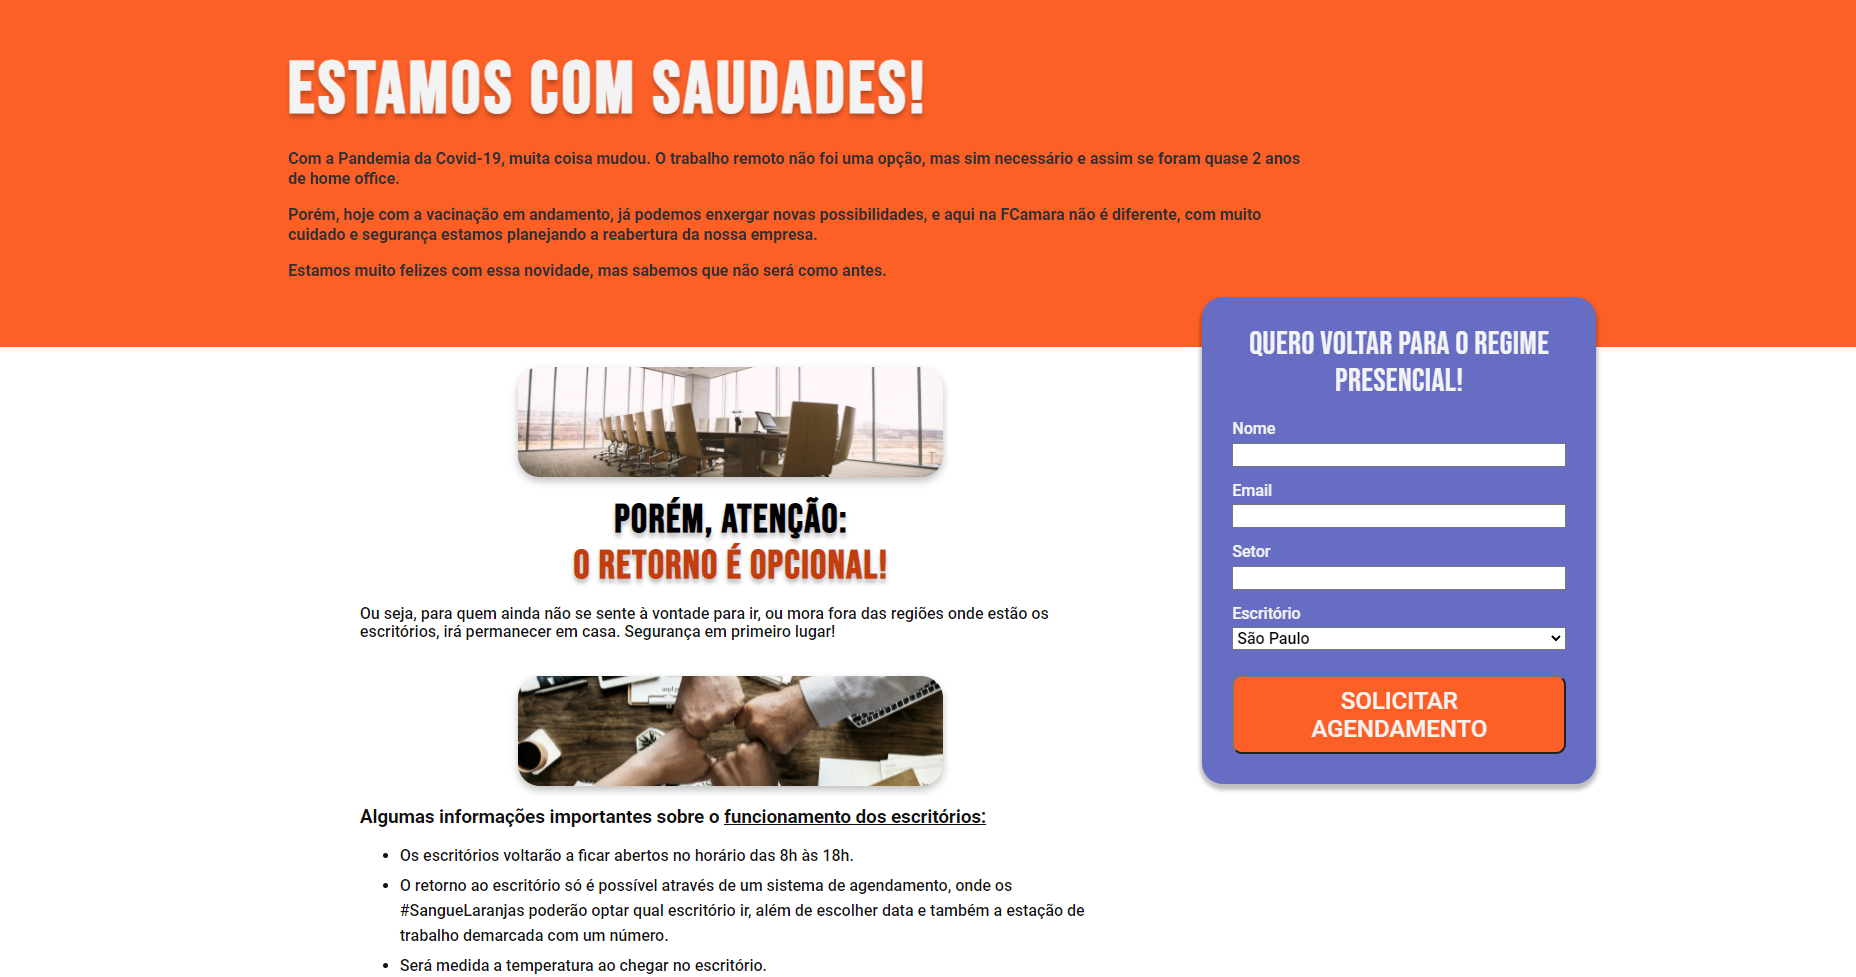 ESTAMOS COM SAUDADES!
Com a Pandemia da Covid-19, muita coisa mudou. O trabalho remoto não foi uma opção, mas sim necessário e assim se foram quase 2 anos
de home office.
Porém, hoje com a vacinação em andamento, já podemos enxergar novas possibilidades, e aqui na FCamara não é diferente, com muito
cuidado e segurança estamos planejando a reabertura da nossa empresa.
Estamos muito felizes com essa novidade, mas sabemos que não será como antes.
PORÉM, ATENÇÃO:
O RETORNO É OPCIONAL!
Ou seja, para quem ainda não se sente à vontade para ir, ou mora fora das regiões onde estão os
escritórios, irá permanecer em casa. Segurança em primeiro lugar!
Algumas informações importantes sobre o funcionamento dos escritórios:
• Os escritórios voltarão a ficar abertos no horário das 8h às 18h.
• O retorno ao escritório só é possível através de um sistema de agendamento, onde os
#SangueLaranjas poderão optar qual escritório ir, além de escolher data e também a estação de
trabalho demarcada com um número.
• Será medida a temperatura ao chegar no escritório.
QUERO VOLTAR PARA O REGIME
PRESENCIAL!
Nome
Email
Setor
Escritório
São Paulo
SOLICITAR
AGENDAMENTO